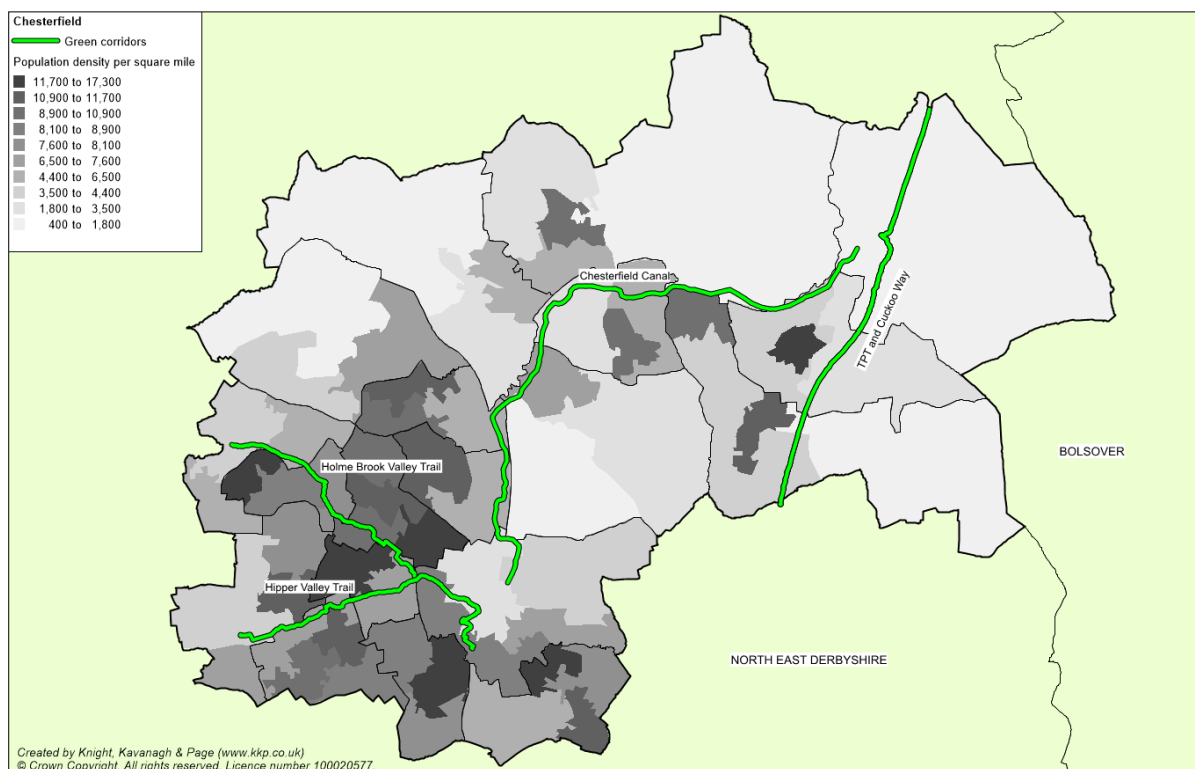 Chesterfield
Green corridors
Population density per square mile
11,700 to 17,300
10,900 to 11,700
8,900 to 10,900
8,100 to 8,900
7,600 to 8,100
6,500 to 7,600
4,400 to 6,500
3,500 to 4,400
1,800 to 3,500
400 to 1,800
Chesterfield Canal
TPT and Cuckoo Way
Holme Brook Valley Trail
BOLSOVER
Hipper Valley Trail
NORTH EAST DERBYSHIRE
Created by Knight, Kavanagh & Page (www.kkp.co.uk)
© Crown Copyright. All rights reserved. Licence number 100020577.